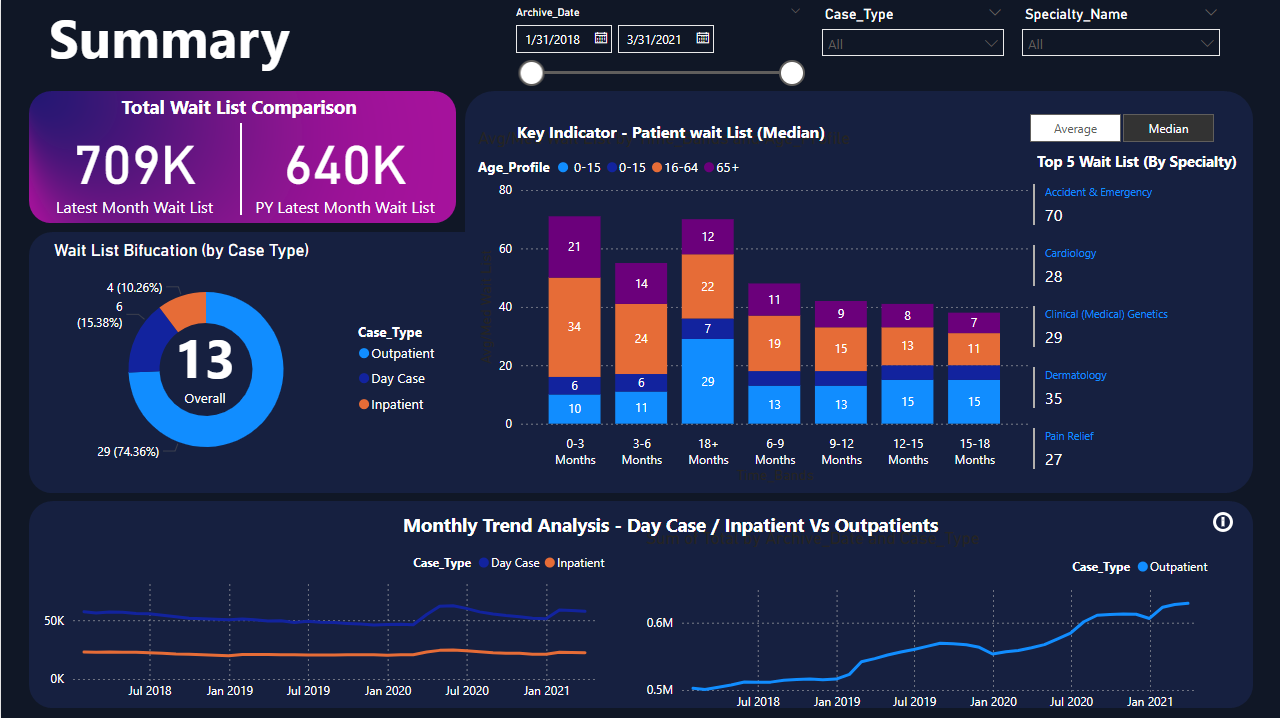 Summary
Archive_Date
1/31/2018
3/31/2021
Case_Type
All
Specialty_Name
All
Total Wait List Comparison
709K
Latest Month Wait List
640K
PY Latest Month Wait List
Wait List Bifucation (by Case Type)
4 (10.26%)
6
(15.38%)
13
Overall
29 (74.36%)
Case_Type
Outpatient
Day Case
Inpatient
Key Indicator - Patient wait List (Median)
Age_Profile 0-15 0-15 16-64 65+
80
60
40
20
0
21
34
6
10
14
24
6
11
12
22
7
29
11
19
13
9
15
13
8
13
15
7
11
15
0-3
Months
3-6
Months
18+
Months
6-9
Months
9-12
Months
12-15
Months
15-18
Months
Average
Median
Top 5 Wait List (By Specialty)
Accident & Emergency
70
Cardiology
28
Clinical (Medical) Genetics
29
Dermatology
35
Pain Relief
27
Monthly Trend Analysis - Day Case / Inpatient Vs Outpatients
Case_Type Day Case Inpatient
50K
0K
Jul 2018 Jan 2019 Jul 2019 Jan 2020 Jul 2020 Jan 2021
Case_Type Outpatient
0.6M
0.5M
Jul 2018 Jan 2019 Jul 2019 Jan 2020 Jul 2020 Jan 2021